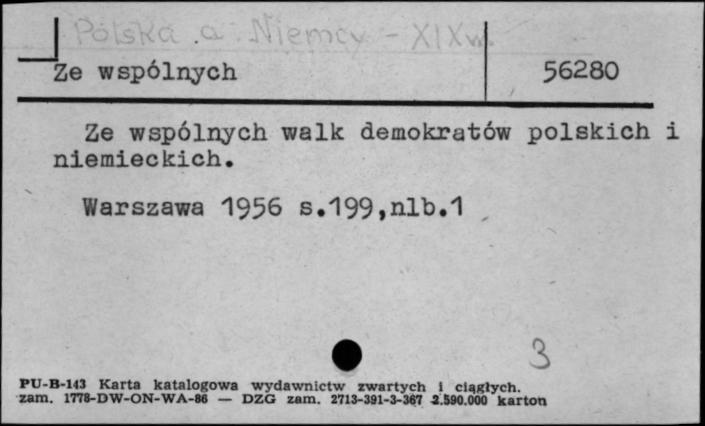 Polska a Niemcy - XIX w.
Ze wspólnych 56280
Ze wspólnych walk demokratów polskich i
niemieckich.
Warszawa 1956 s.199,nlb.1
3
PU-B-143 Karta katalogowa wydawnictw zwartych i ciągłych.
zam. 1778-DW-ON-WA-86 — DZG zam. 2713-391-3-367 2.590.000 karton